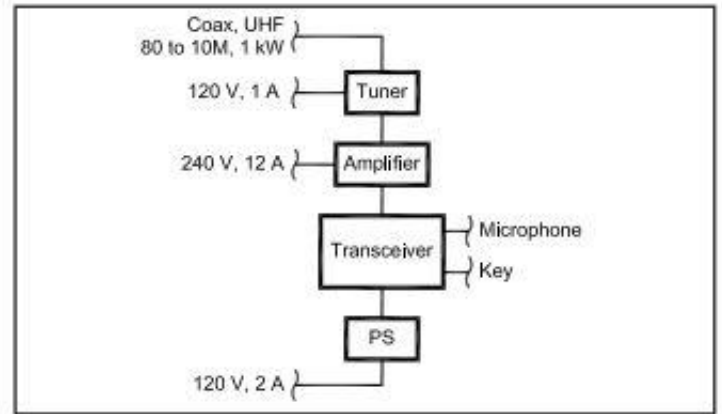 Coax, UHF
80 to 10M, 1 kW
Tuner
120 V, 1 A
Amplifier
240 V, 12 A
Transceiver
Microphone
Key
PS
120 V, 2 A